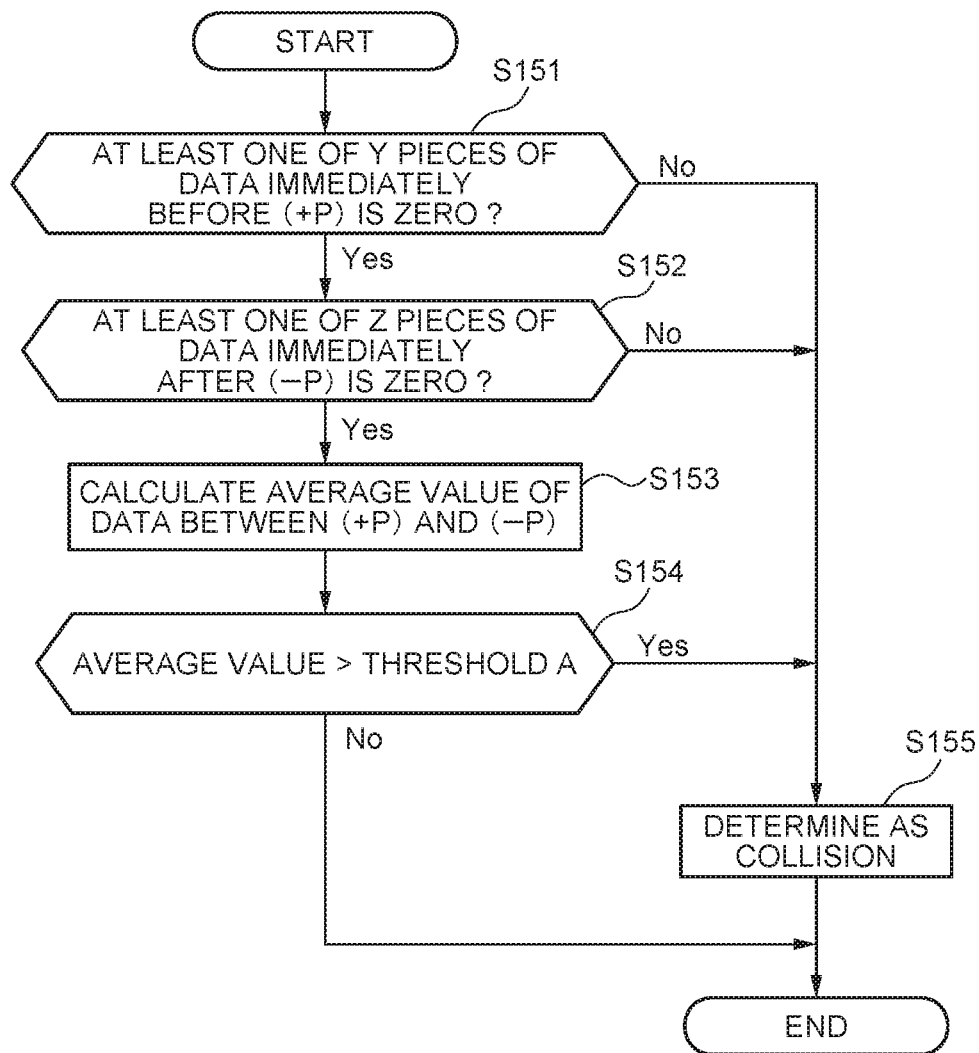 START
S151
AT LEAST ONE OF Y PIECES OF
DATA IMMEDIATELY
BEFORE (+P) IS ZERO ?
No
Yes
S152
AT LEAST ONE OF Z PIECES OF
DATA IMMEDIATELY
AFTER (−P) IS ZERO ?
No
Yes
S153
CALCULATE AVERAGE VALUE OF
DATA BETWEEN (+P) AND (−P)
S154
AVERAGE VALUE > THRESHOLD A
Yes
No
S155
DETERMINE AS
COLLISION
END